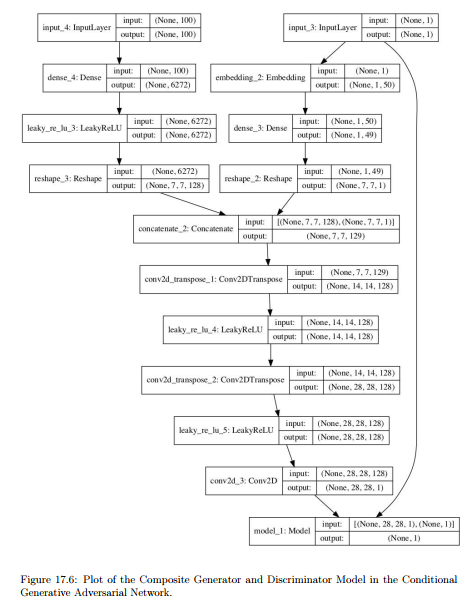 input_4: InputLayer
input: (None, 100)
output: (None, 100)
input_3: InputLayer
input: (None, 1)
output: (None, 1)
dense_4: Dense
input: (None, 100)
output: (None, 6272)
embedding_2: Embedding
input: (None, 1)
output: (None, 1, 50)
leaky_re_lu_3: LeakyReLU
input: (None, 6272)
output: (None, 6272)
dense_3: Dense
input: (None, 1, 50)
output: (None, 1, 49)
reshape_3: Reshape
input: (None, 6272)
output: (None, 7, 7, 128)
reshape_2: Reshape
input: (None, 1, 49)
output: (None, 7, 7, 1)
concatenate_2: Concatenate
input: [(None, 7, 7, 128), (None, 7, 7, 1)]
output: (None, 7, 7, 129)
conv2d_transpose_1: Conv2DTranspose
input: (None, 7, 7, 129)
output: (None, 14, 14, 128)
leaky_re_lu_4: LeakyReLU
input: (None, 14, 14, 128)
output: (None, 14, 14, 128)
conv2d_transpose_2: Conv2DTranspose
input: (None, 14, 14, 128)
output: (None, 28, 28, 128)
leaky_re_lu_5: LeakyReLU
input: (None, 28, 28, 128)
output: (None, 28, 28, 128)
conv2d_3: Conv2D
input: (None, 28, 28, 128)
output: (None, 28, 28, 1)
model_1: Model
input: [(None, 28, 28, 1), (None, 1)]
output: (None, 1)
Figure 17.6: Plot of the Composite Generator and Discriminator Model in the Conditional
Generative Adversarial Network.